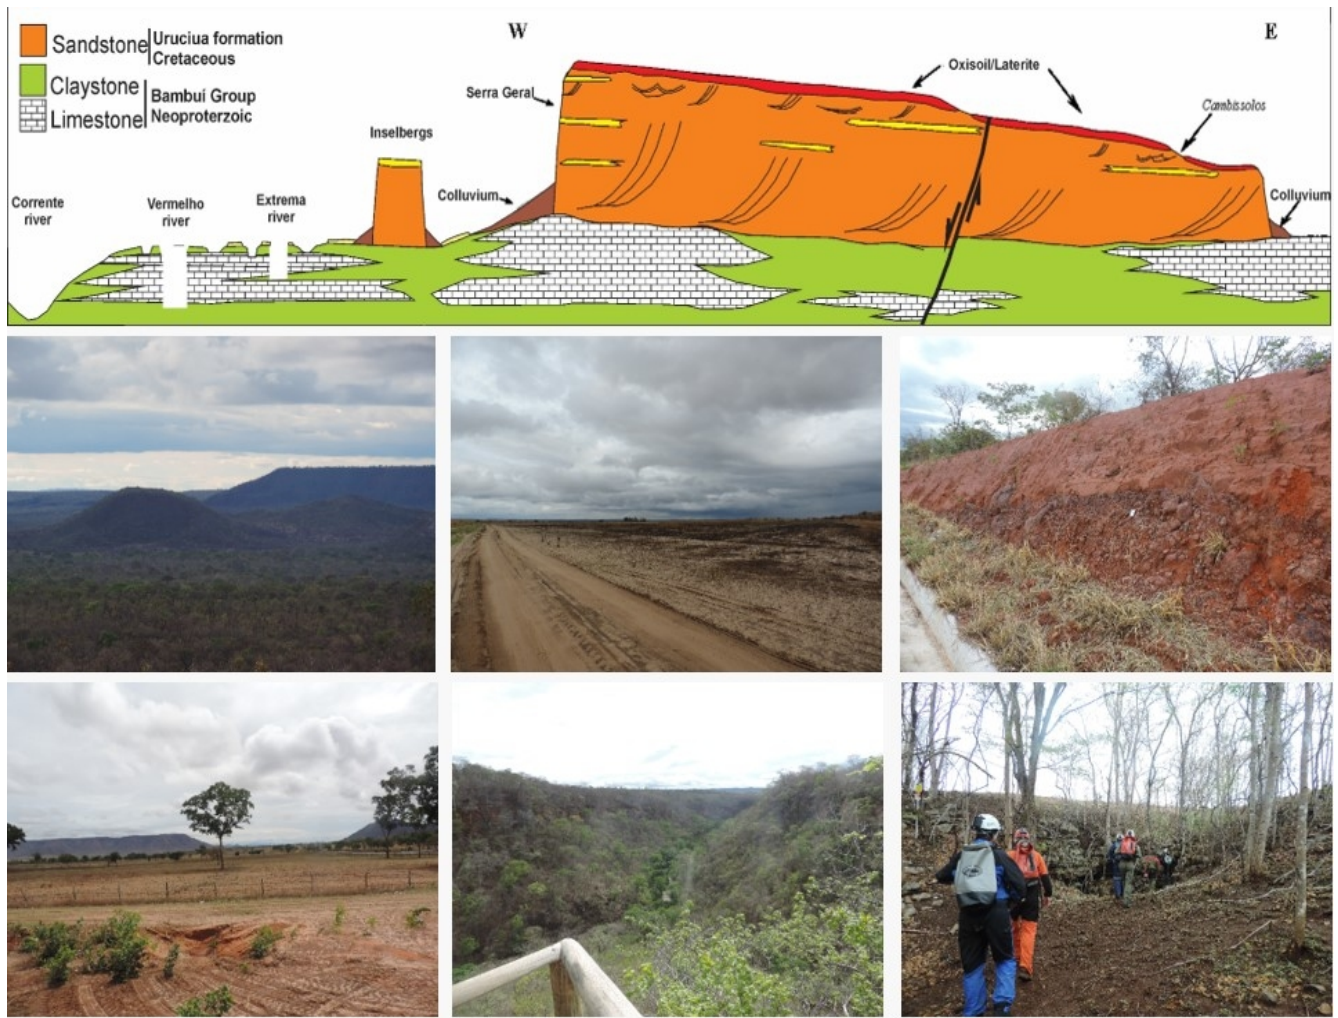 W
E
Sandstone
Uruciua formation
Cretaceous
Claystone
Limestone
Bambuí Group
Neoproterzoic
Serra Geral
Oxisoil/Laterite
Cambissolos
Inselbergs
Colluvium
Colluvium
Corrente
river
Vermelho
river
Extrema
river